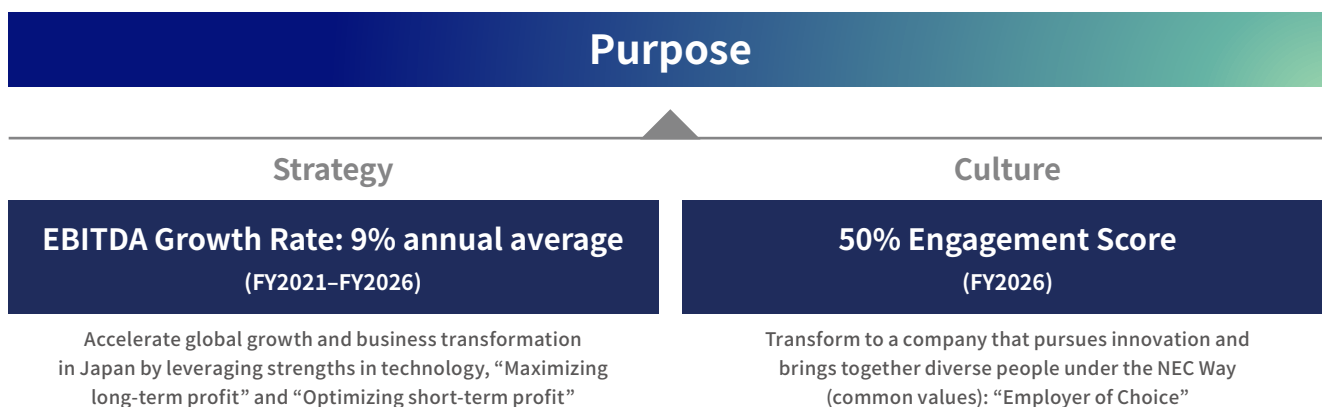 Purpose
Strategy
EBITDA Growth Rate: 9% annual average
(FY2021–FY2026)
Accelerate global growth and business transformation
in Japan by leveraging strengths in technology, “Maximizing
long-term profit” and “Optimizing short-term profit”
Culture
50% Engagement Score
(FY2026)
Transform to a company that pursues innovation and
brings together diverse people under the NEC Way
(common values): “Employer of Choice”